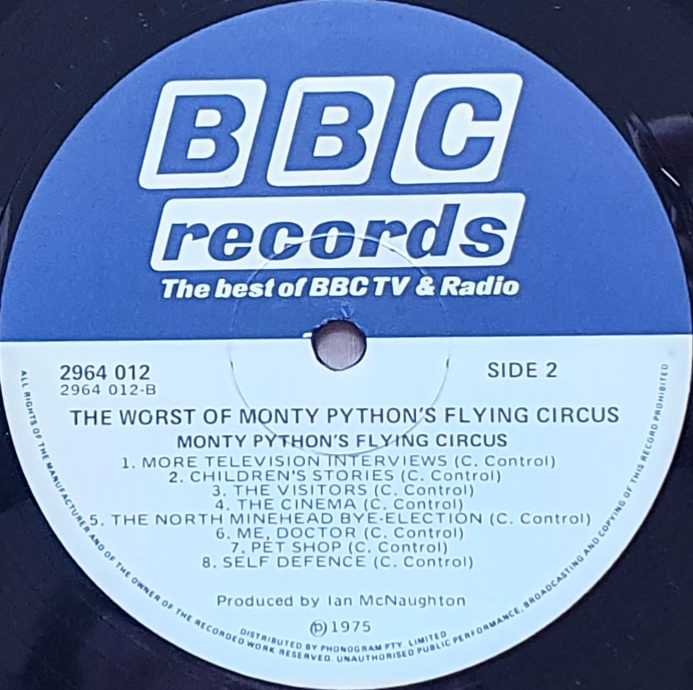 BBC
records
The best of BBC TV & Radio
2964 012
SIDE 2
2964 012-B
THE WORST OF MONTY PYTHON'S FLYING CIRCUS
MONTY PYTHON'S FLYING CIRCUS
1. MORE TELEVISION INTERVIEWS (C. Control)
2. CHILDREN'S STORIES (C. Control)
3. THE VISITORS (C. Control)
4. THE CINEMA (C. Control)
5. THE NORTH MINEHEAD BYE-ELECTION (C. Control)
6. ME, DOCTOR (C. Control)
7. PET SHOP (C. Control)
8. SELF DEFENCE (C. Control)
Produced by Ian McNaughton
℗1975
DISTRIBUTED BY PHONOGRAM PTY. LIMITED
ALL RIGHTS OF THE MANUFACTURER AND OF THE OWNER OF THE RECORDED WORK RESERVED. UNAUTHORISED PUBLIC PERFORMANCE, BROADCASTING AND COPYING OF THIS RECORD PROHIBITED